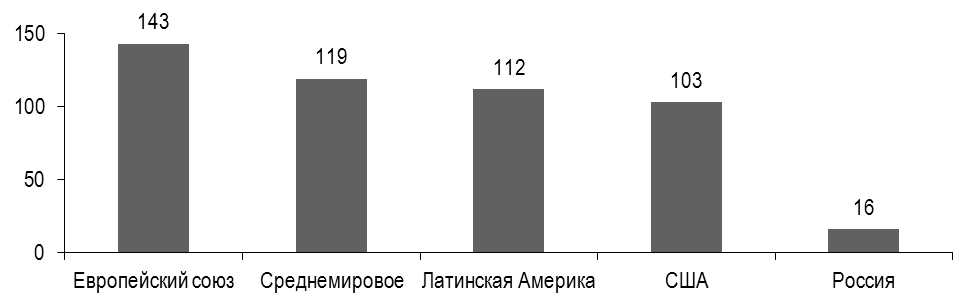 150
100
50
0
143
119
112
103
16
Европейский союз
Среднемировое
Латинская Америка
США
Россия